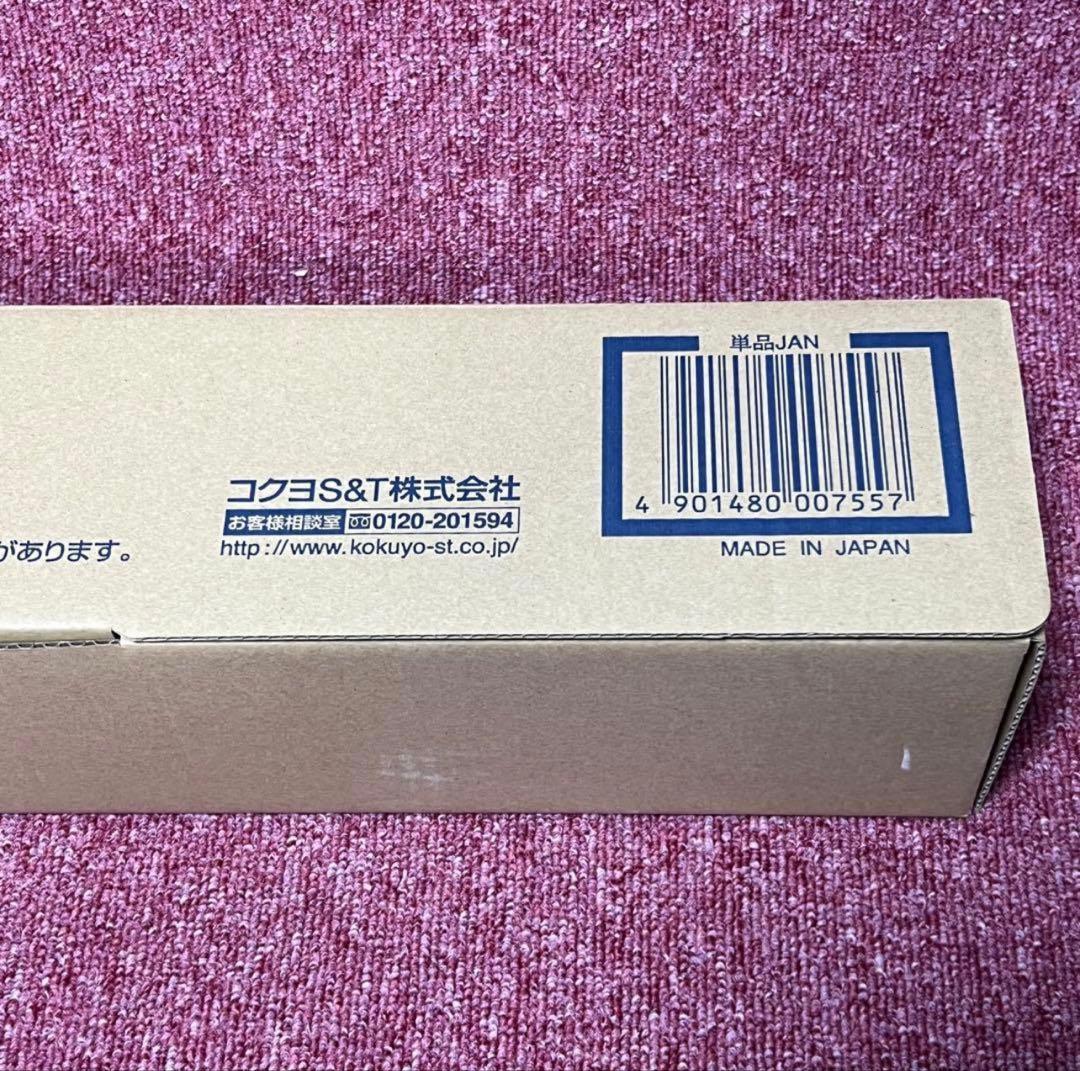 単品JAN
4 901480 007557
MADE IN JAPAN
コクヨS&T株式会社
お客様相談室 0120-201594
http://www.kokuyo-st.co.jp/
があります。